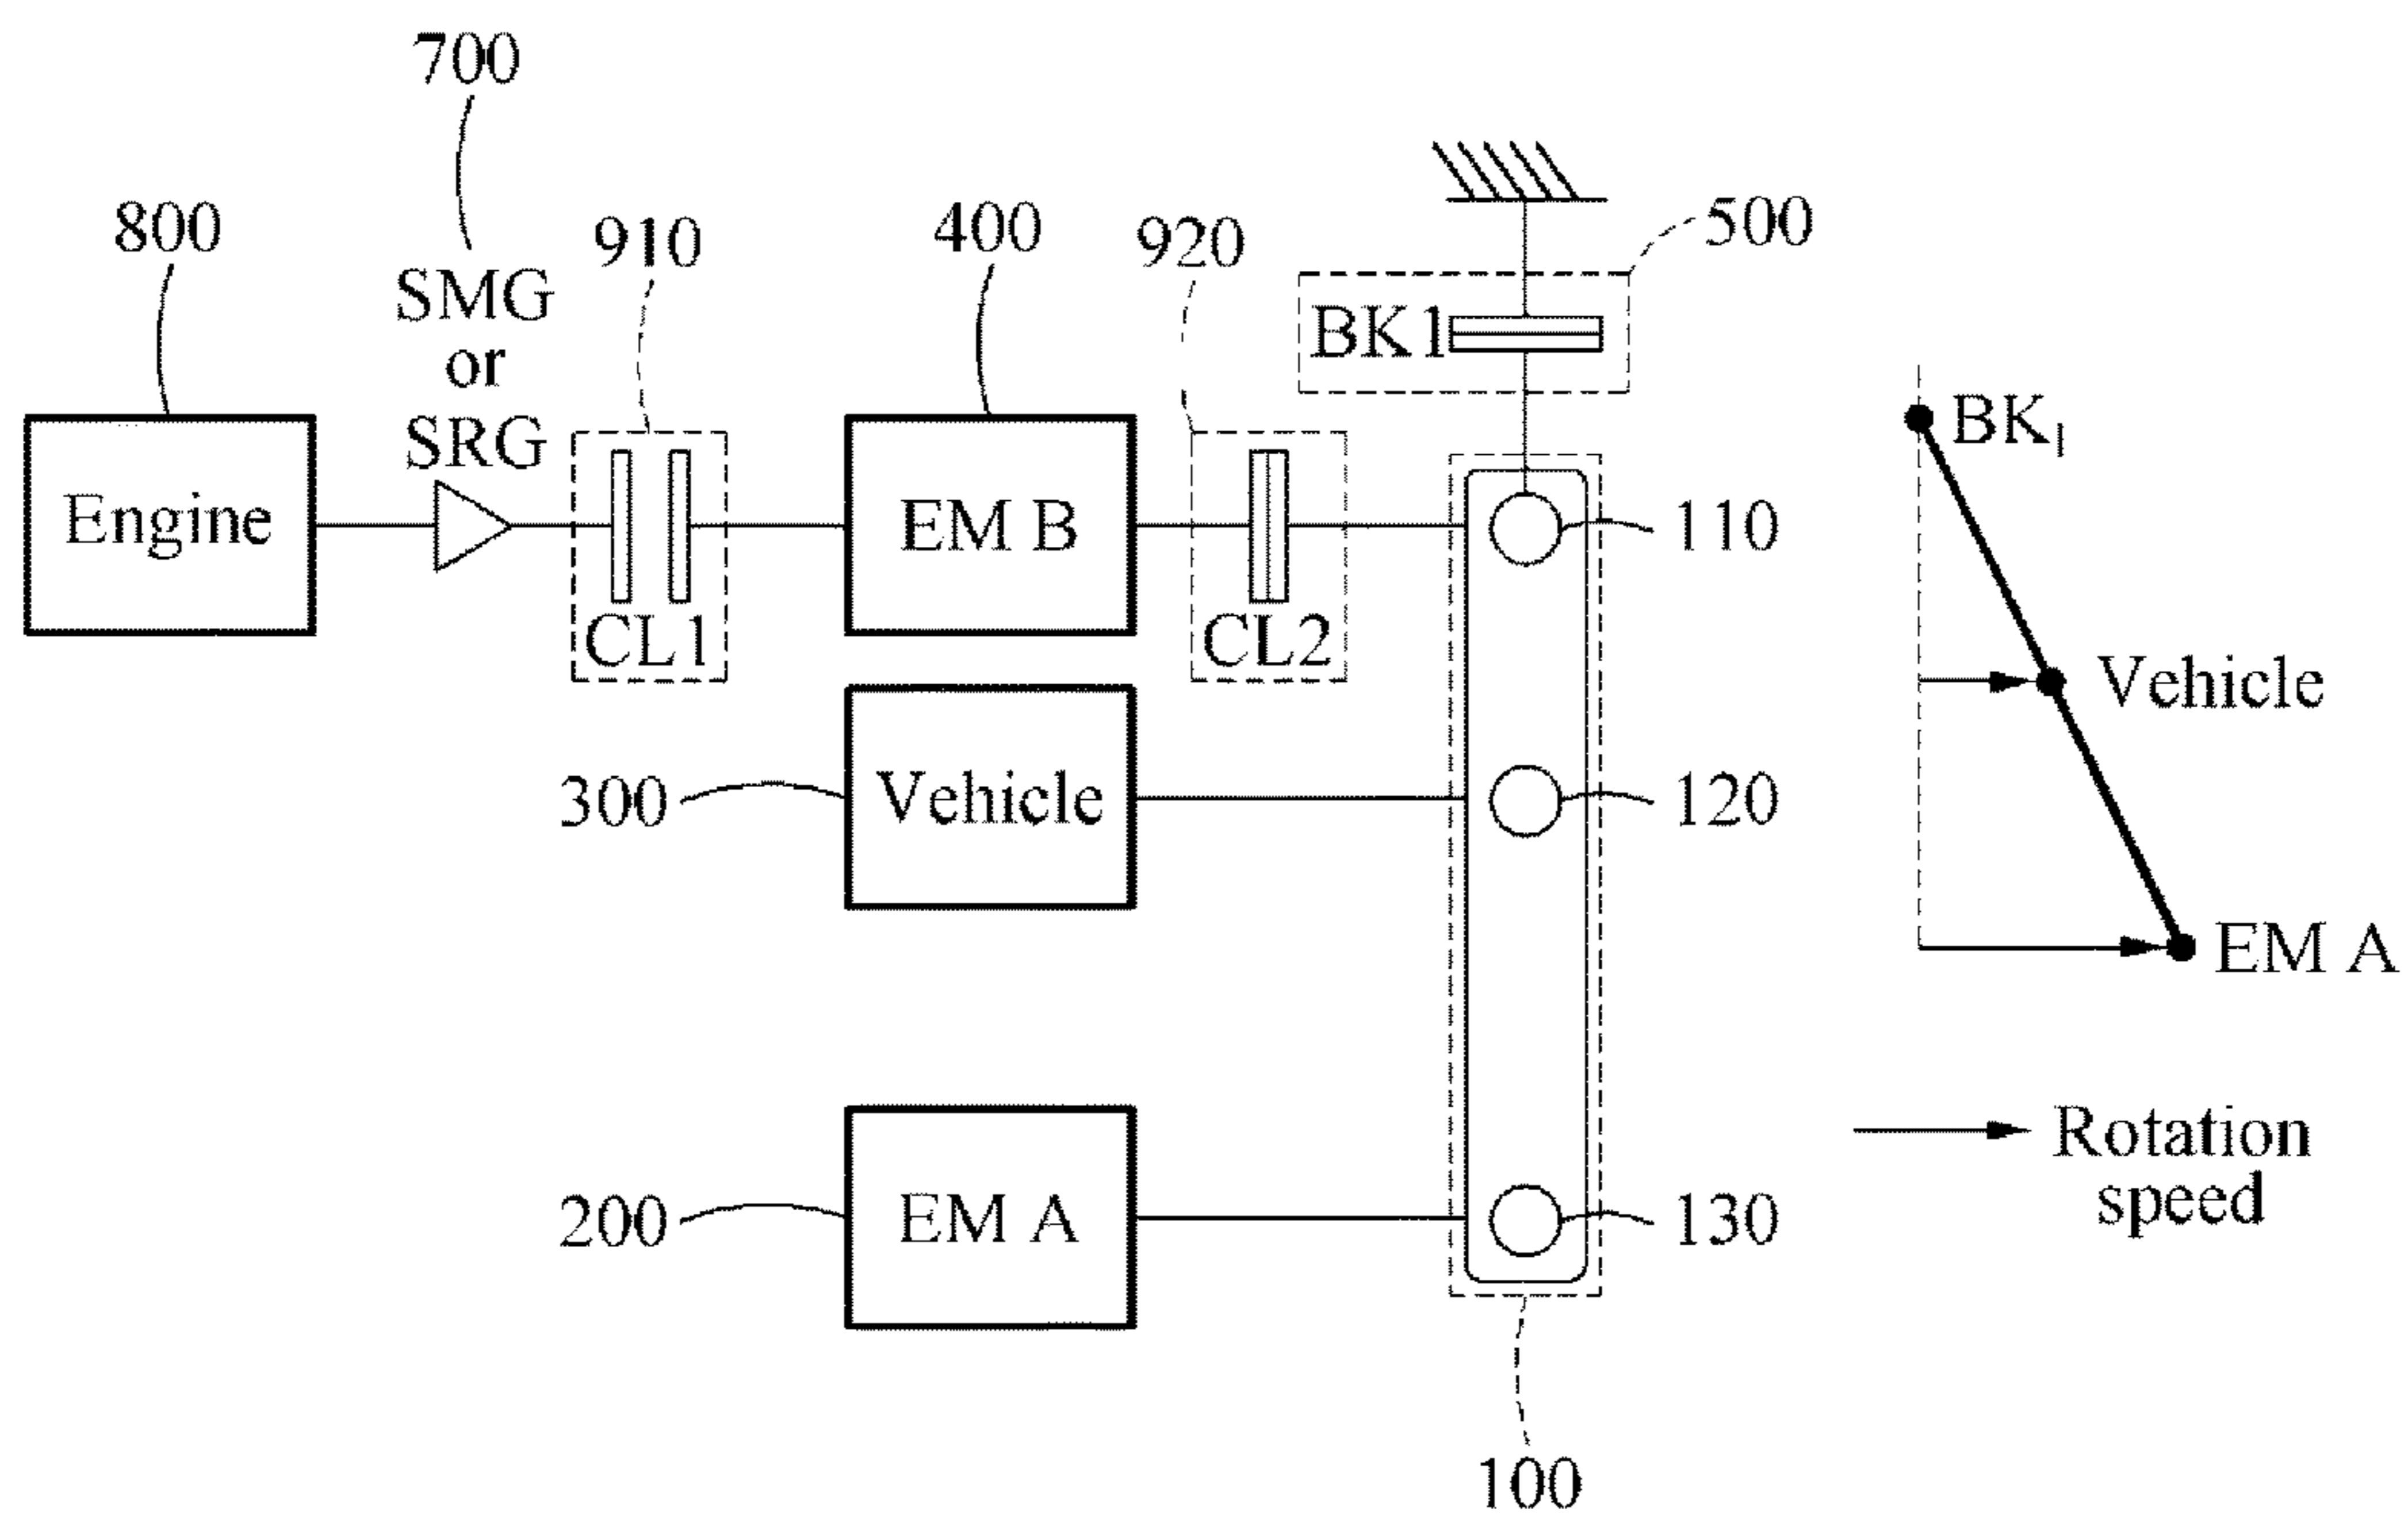 700
800
SMG
or
SRG
910
400
920
500
BK1
BK1
Engine
EM B
110
CL1
CL2
Vehicle
300
Vehicle
120
EM A
Rotation
speed
200
EM A
130
100